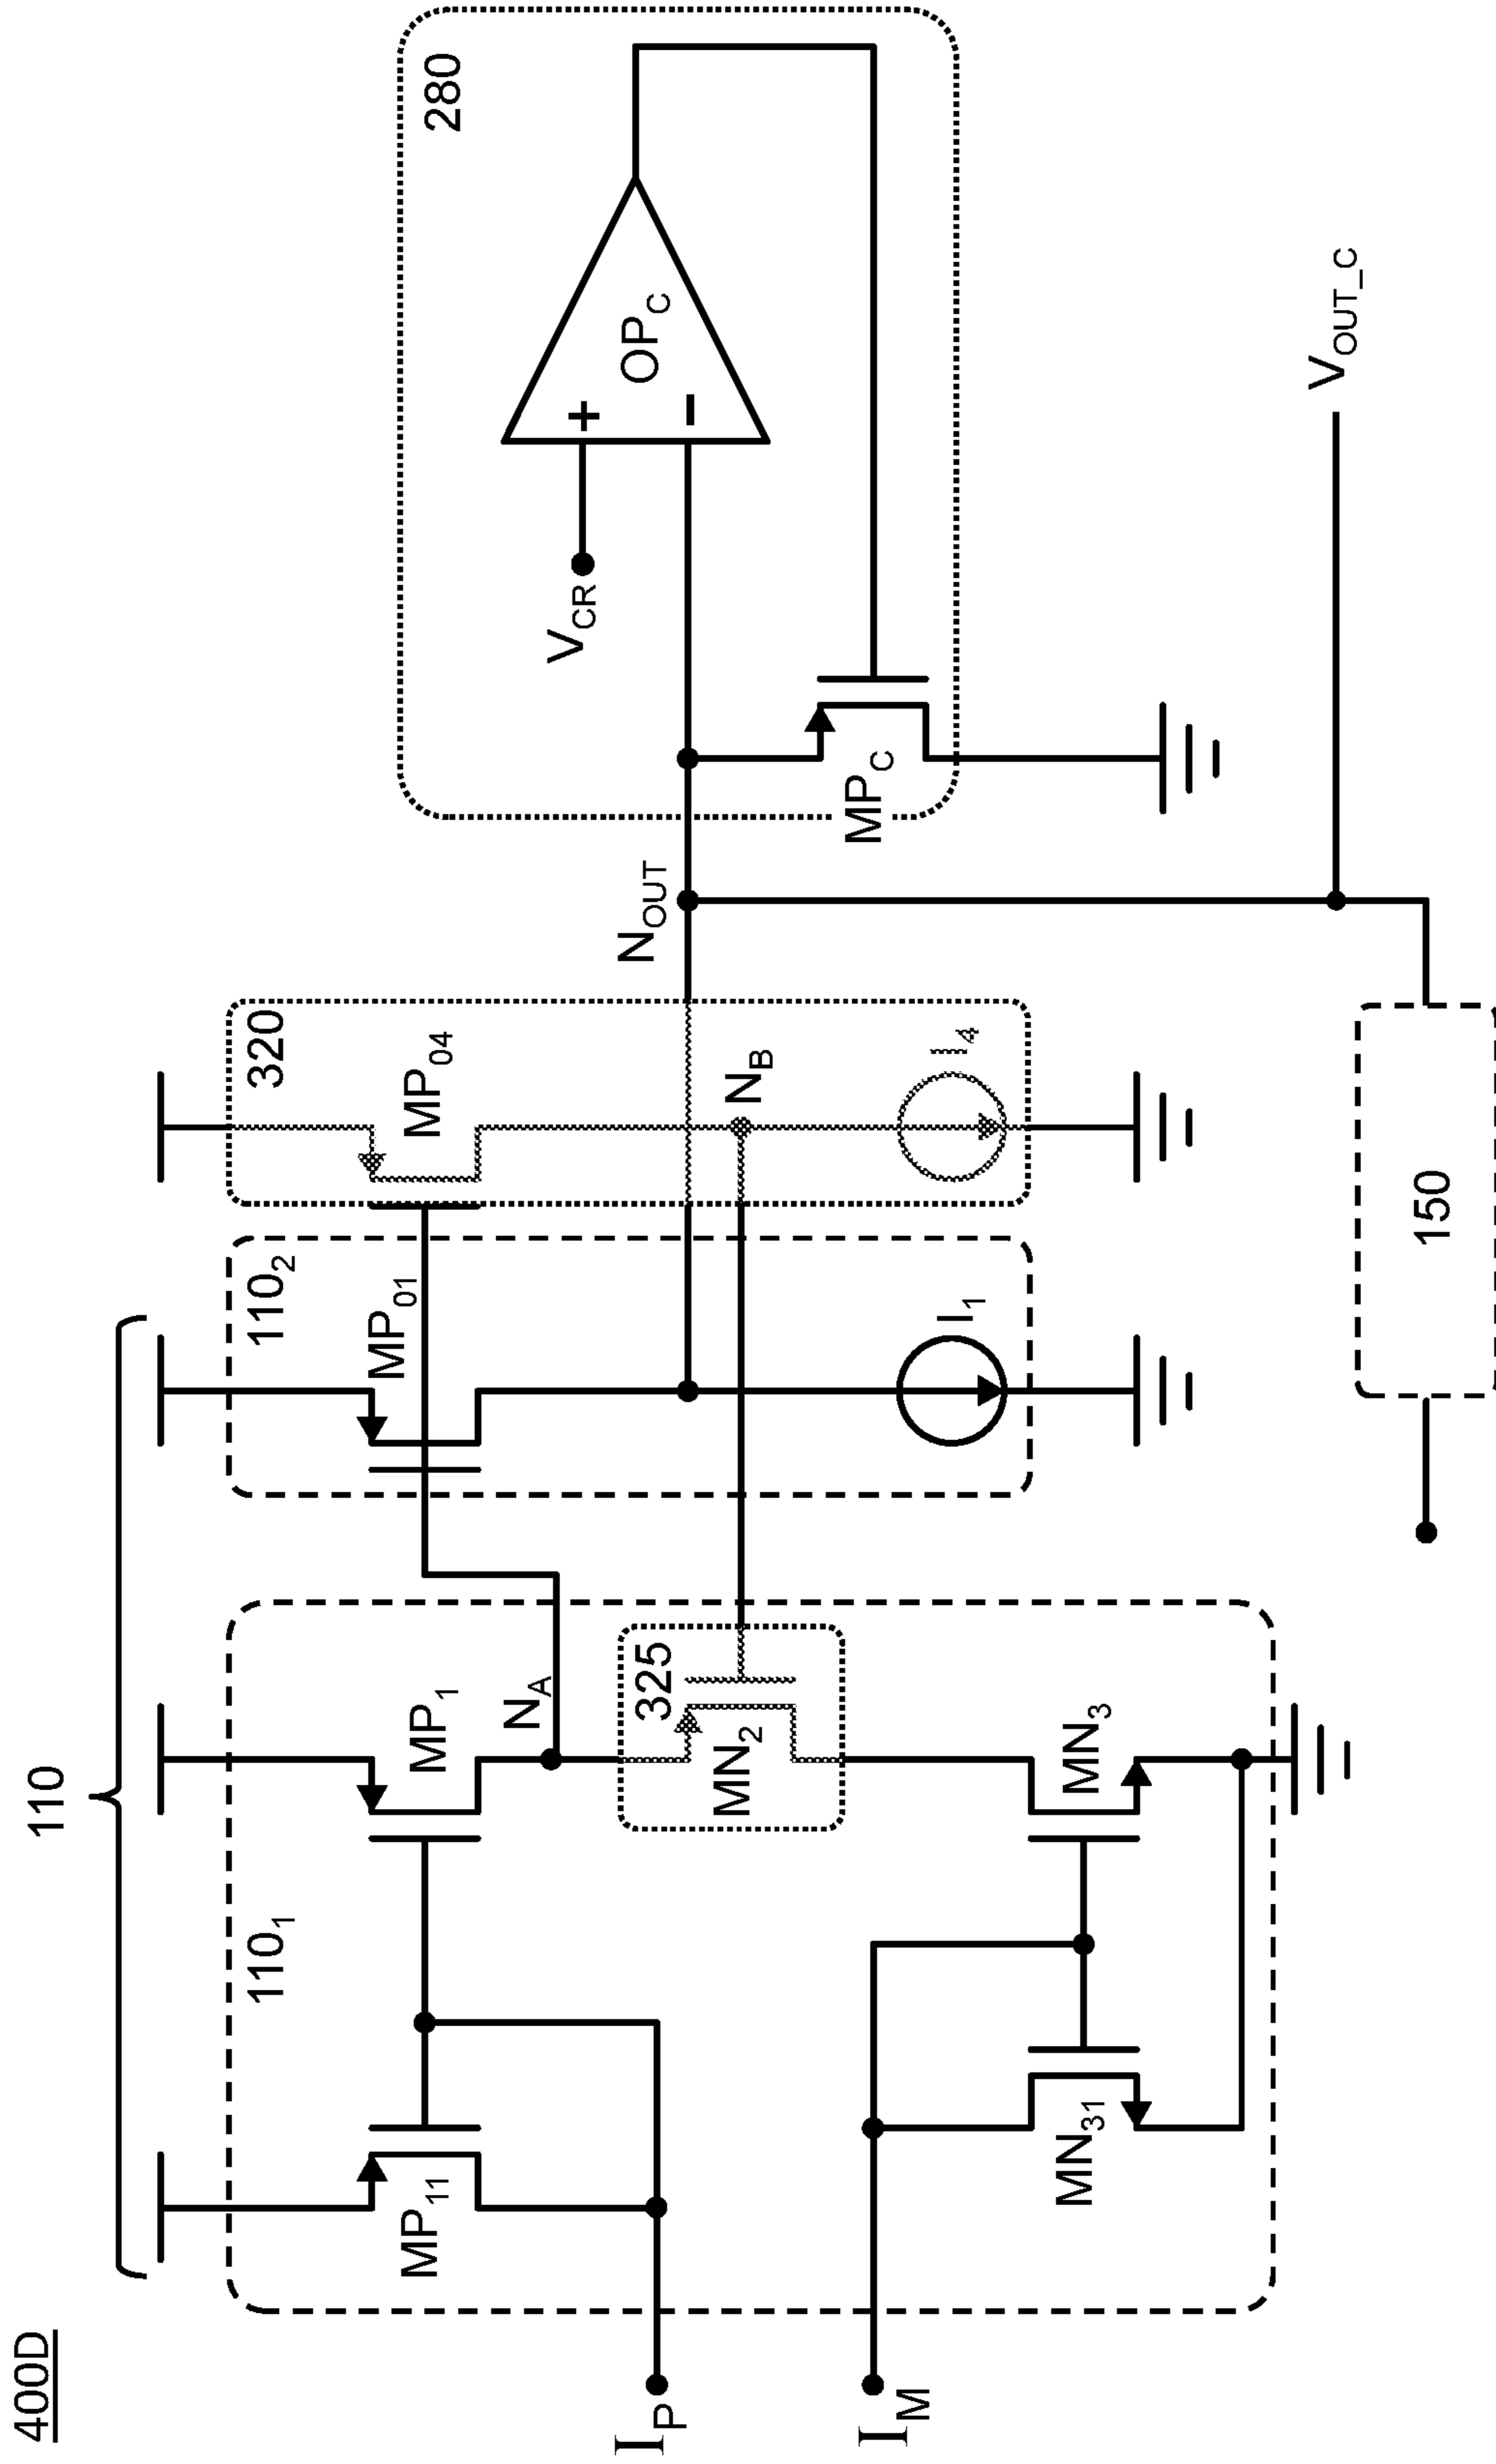 400D
110
110₁
110₂
320
280
MP₁₁
MP₁
MP₀₁
MP₀₄
N_A
325
MN₂
N_B
N_OUT
V_CR
+
−
OP_C
MP_C
I_P
I_M
MN₃₁
MN₃
I₁
I₄
150
V_OUT_C